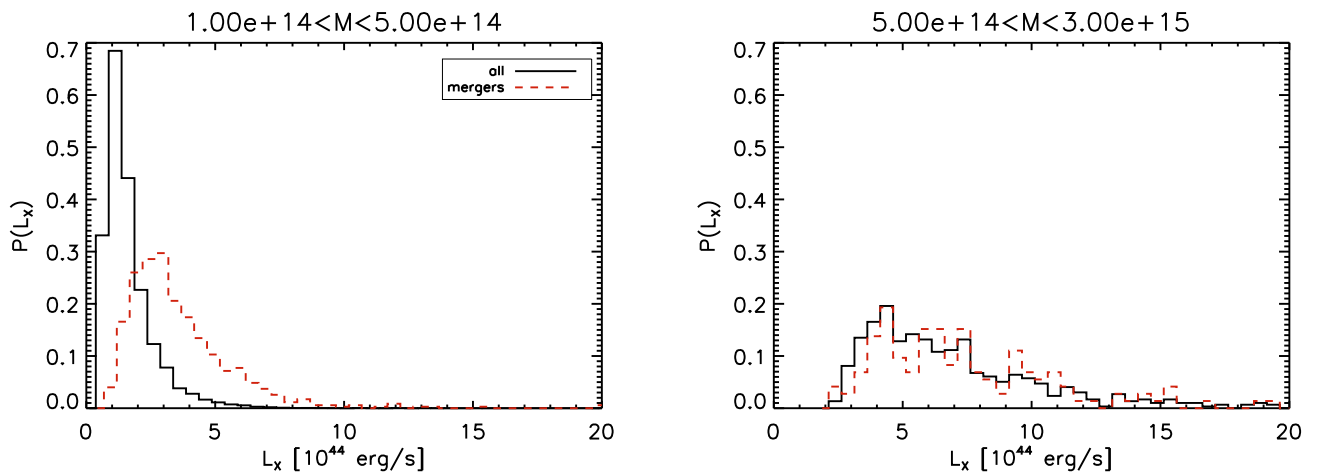 1.00e+14<M<5.00e+14
5.00e+14<M<3.00e+15
all
mergers
P(Lx)
0.7
0.6
0.5
0.4
0.3
0.2
0.1
0.0
0 5 10 15 20
Lx [10^44 erg/s]
P(Lx)
0.7
0.6
0.5
0.4
0.3
0.2
0.1
0.0
0 5 10 15 20
Lx [10^44 erg/s]